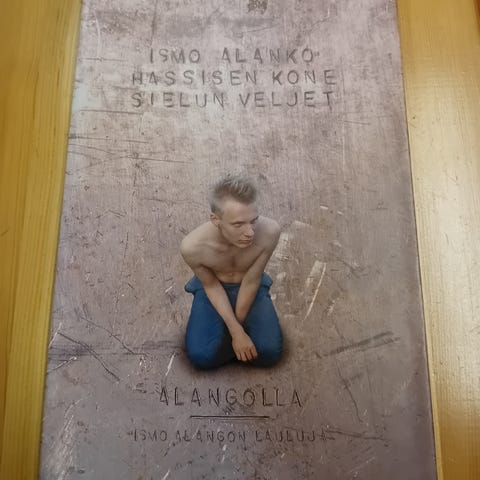 ISMO ALANKO
HASSISEN KONE
SIELUN VELJET
ALANGOLLA
ISMO ALANGON LAULUJA